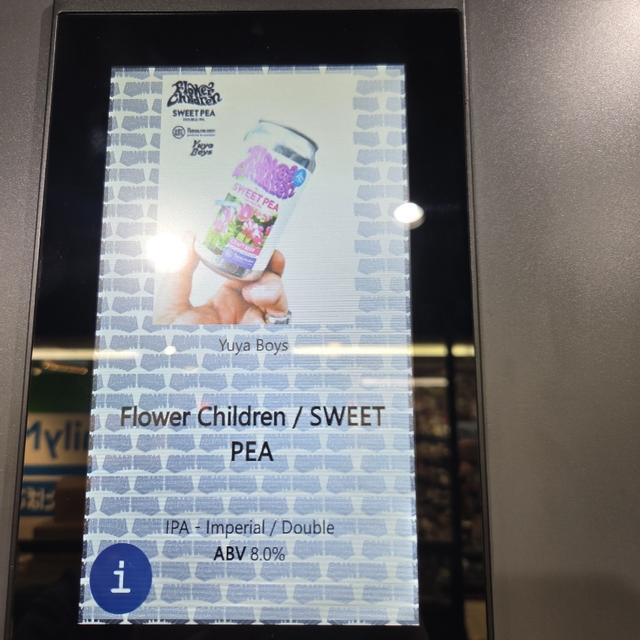 Flower
Children
SWEET PEA
DOUBLE IPA
Yuya
Boys
SWEET PEA
Yuya Boys
Flower Children / SWEET
PEA
IPA - Imperial / Double
ABV 8.0%
i